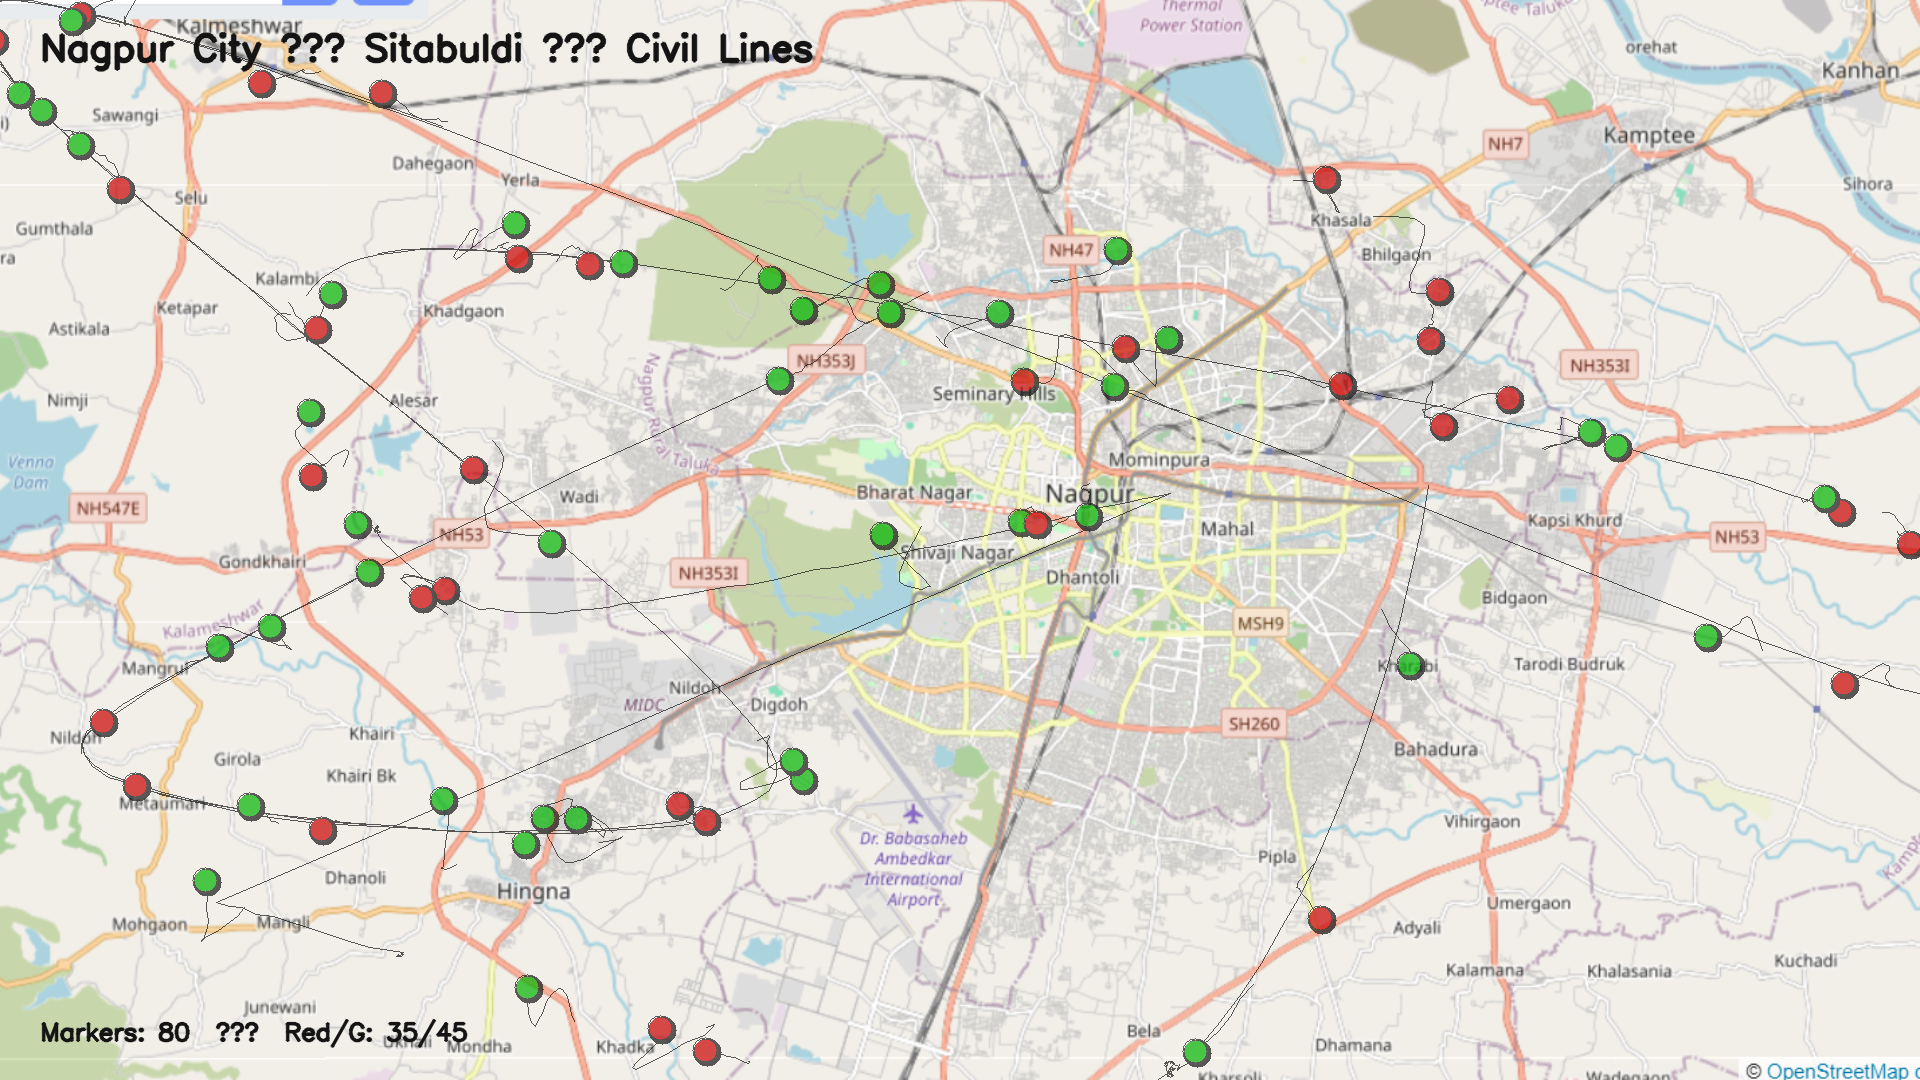 Thermal
Power Station
ptee Taluka
Kalmeshwar
Nagpur City ??? Sitabuldi ??? Civil Lines
orehat
Kanhan
Sawangi
i)
Kamptee
NH7
Dahegaon
Yerla
Sihora
Selu
Khasala
Gumthala
NH47
Bhilgaon
ra
Kalambi
Ketapar
Khadgaon
Astikala
NH353J
NH353I
Nagpur Rural Taluka
Seminary Hills
Nimji
Alesar
Mominpura
Venna
Dam
Wadi
Bharat Nagar
Nagpur
NH547E
Kapsi Khurd
Mahal
NH53
NH53
Shivaji Nagar
Gondkhairi
NH353I
Dhantoli
Bidgaon
Kalameshwar
MSH9
Mangrul
Kharabi
Tarodi Budruk
Nildoh
MIDC
Digdoh
SH260
Nildoh
Khairi
Bahadura
Girola
Khairi Bk
Metaumari
Vihirgaon
Dr. Babasaheb
Ambedkar
International
Airport
Pipla
Dhanoli
Hingna
Umergaon
Mohgaon
Mangli
Adyali
Kuchadi
Kalamana
Khalasania
Junewani
Markers: 80 ??? Red/G: 35/45
Bela
Mondha
Khadka
Dhamana
Kharsoli
Wadegaon
© OpenStreetMap c